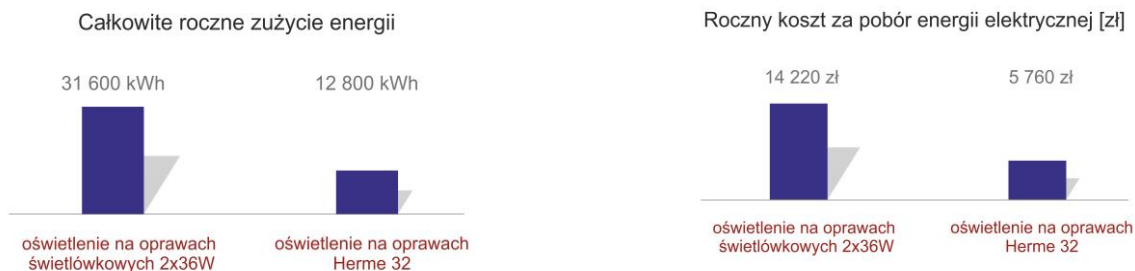 Całkowite roczne zużycie energii
31 600 kWh
12 800 kWh
oświetlenie na oprawach
świetlówkowych 2x36W
oświetlenie na oprawach
Herme 32
Roczny koszt za pobór energii elektrycznej [zł]
14 220 zł
5 760 zł
oświetlenie na oprawach
świetlówkowych 2x36W
oświetlenie na oprawach
Herme 32